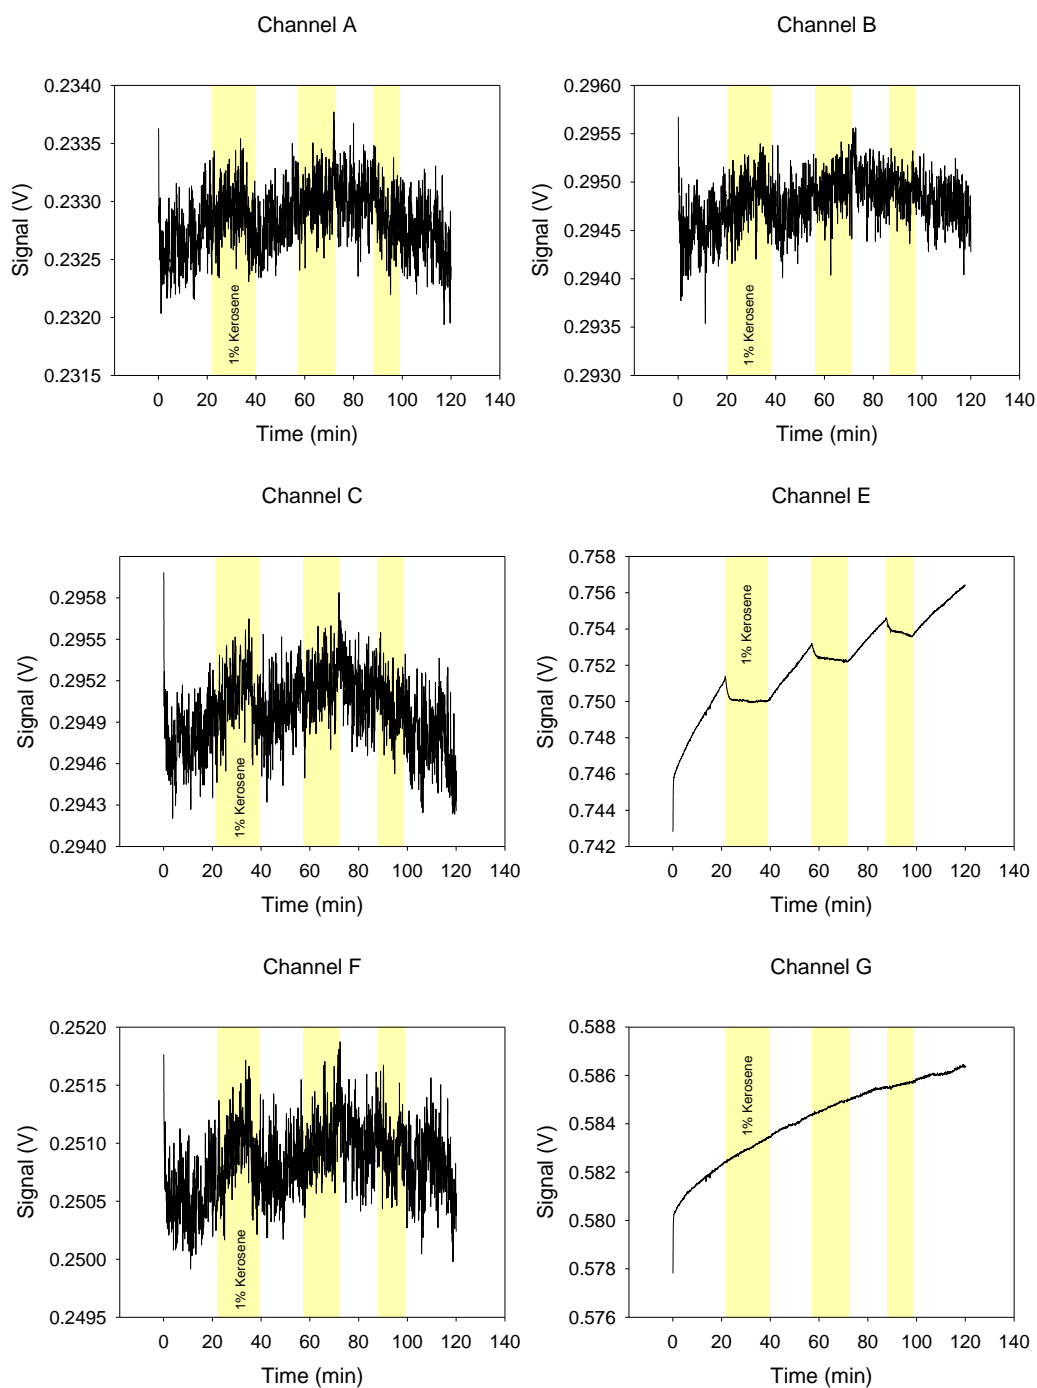 Channel A
Signal (V)
0.2340
0.2335
0.2330
0.2325
0.2320
0.2315
1% Kerosene
0 20 40 60 80 100 120 140
Time (min)
Channel B
Signal (V)
0.2960
0.2955
0.2950
0.2945
0.2940
0.2935
0.2930
1% Kerosene
0 20 40 60 80 100 120 140
Time (min)
Channel C
Signal (V)
0.2958
0.2955
0.2952
0.2949
0.2946
0.2943
0.2940
1% Kerosene
0 20 40 60 80 100 120 140
Time (min)
Channel E
Signal (V)
0.758
0.756
0.754
0.752
0.750
0.748
0.746
0.744
0.742
1% Kerosene
0 20 40 60 80 100 120 140
Time (min)
Channel F
Signal (V)
0.2520
0.2515
0.2510
0.2505
0.2500
0.2495
1% Kerosene
0 20 40 60 80 100 120 140
Time (min)
Channel G
Signal (V)
0.588
0.586
0.584
0.582
0.580
0.578
0.576
1% Kerosene
0 20 40 60 80 100 120 140
Time (min)